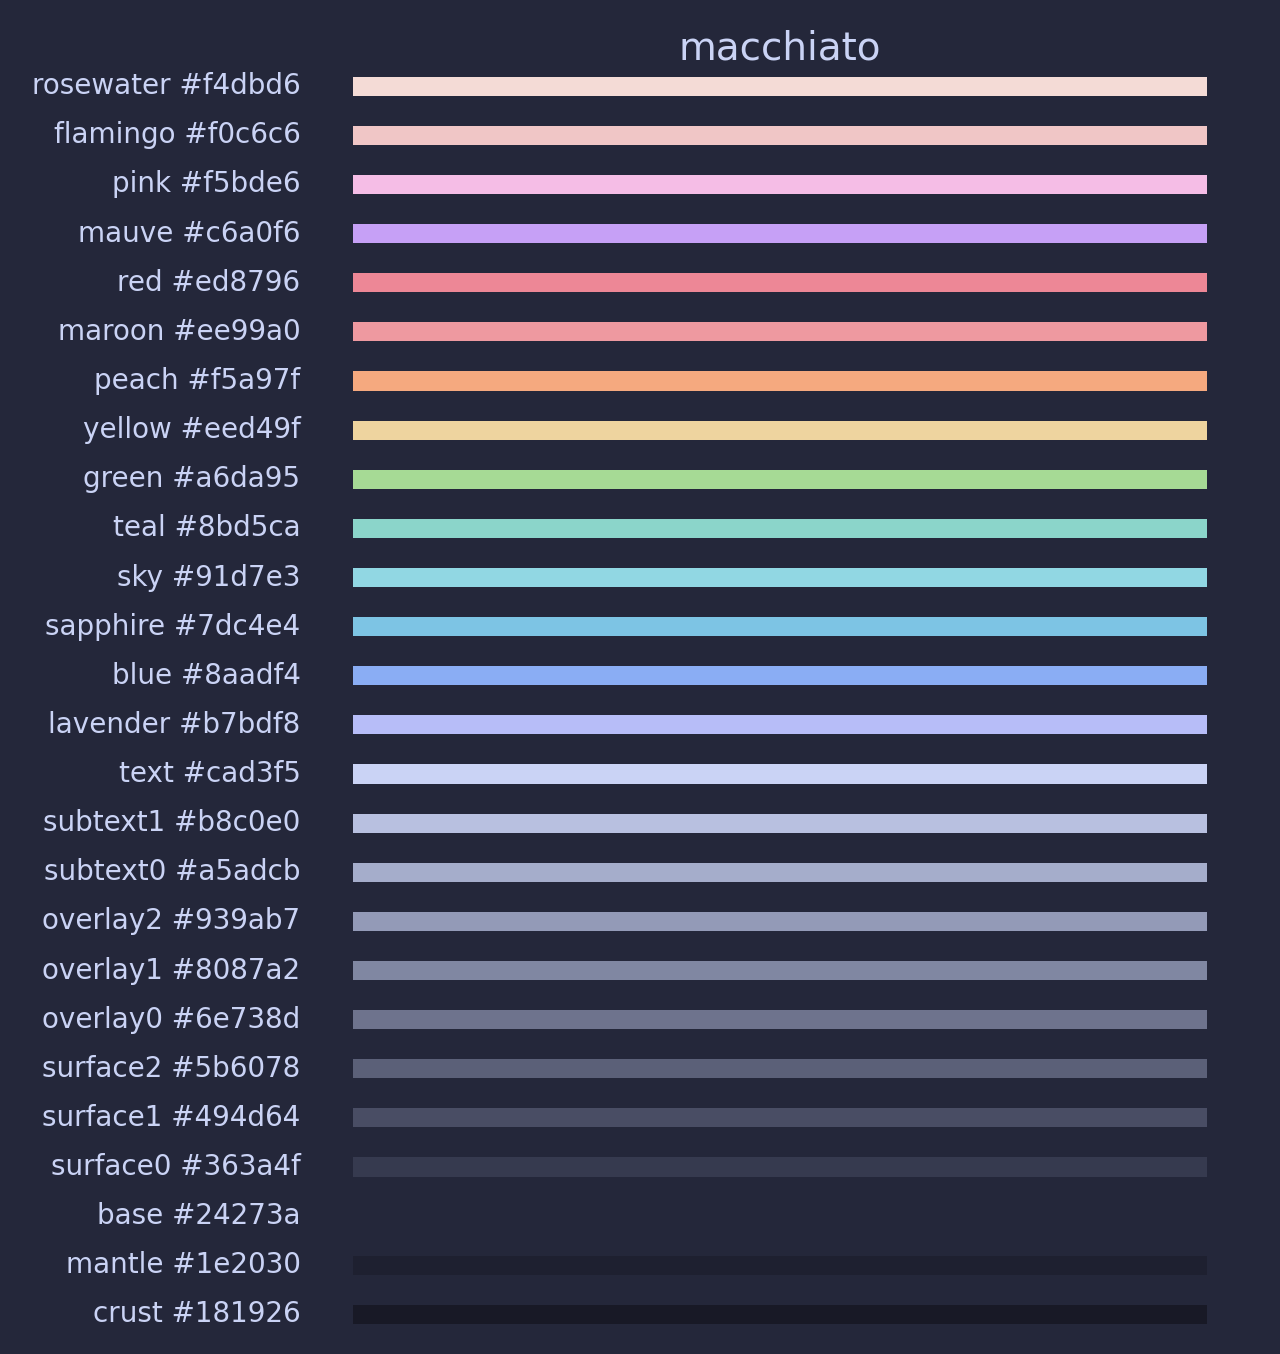 macchiato
rosewater #f4dbd6
flamingo #f0c6c6
pink #f5bde6
mauve #c6a0f6
red #ed8796
maroon #ee99a0
peach #f5a97f
yellow #eed49f
green #a6da95
teal #8bd5ca
sky #91d7e3
sapphire #7dc4e4
blue #8aadf4
lavender #b7bdf8
text #cad3f5
subtext1 #b8c0e0
subtext0 #a5adcb
overlay2 #939ab7
overlay1 #8087a2
overlay0 #6e738d
surface2 #5b6078
surface1 #494d64
surface0 #363a4f
base #24273a
mantle #1e2030
crust #181926